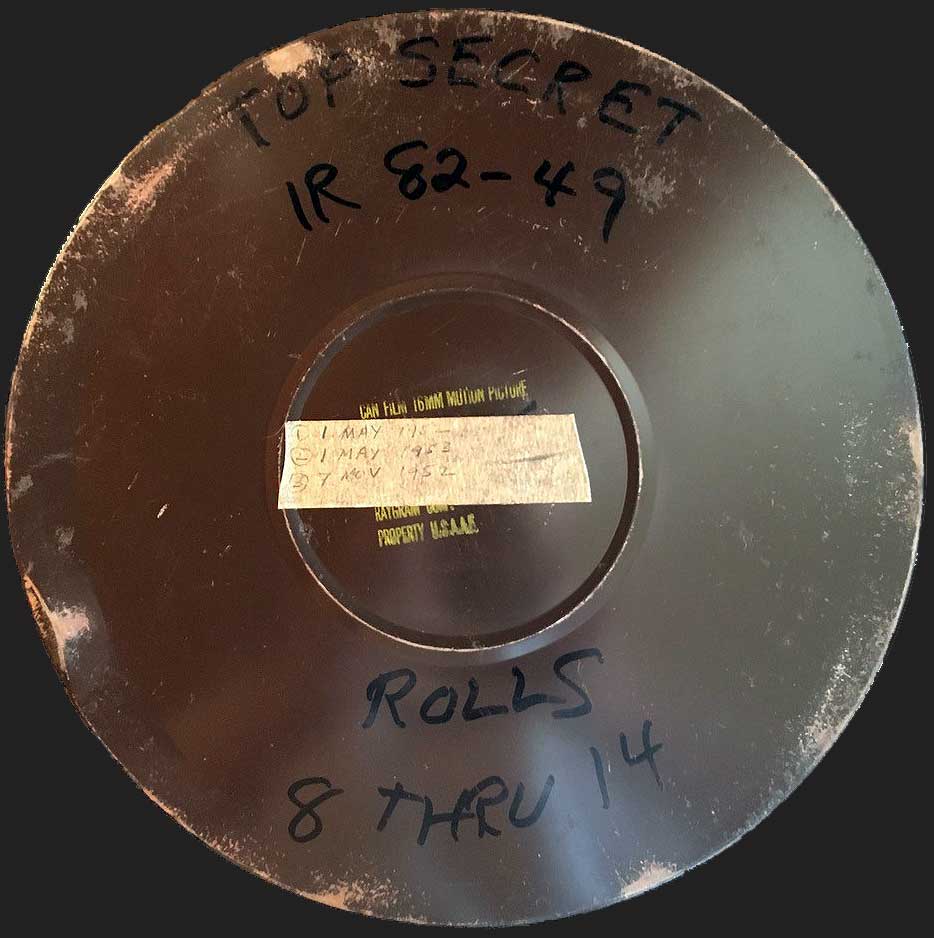 TOP SECRET
IR 82-49
CAN FILM 16MM MOTION PICTURE
① 1 MAY
② 1 MAY 1953
③ 7 NOV 1952
RAYGRAM
PROPERTY U.S.A.A.F.
ROLLS
8 THRU 14